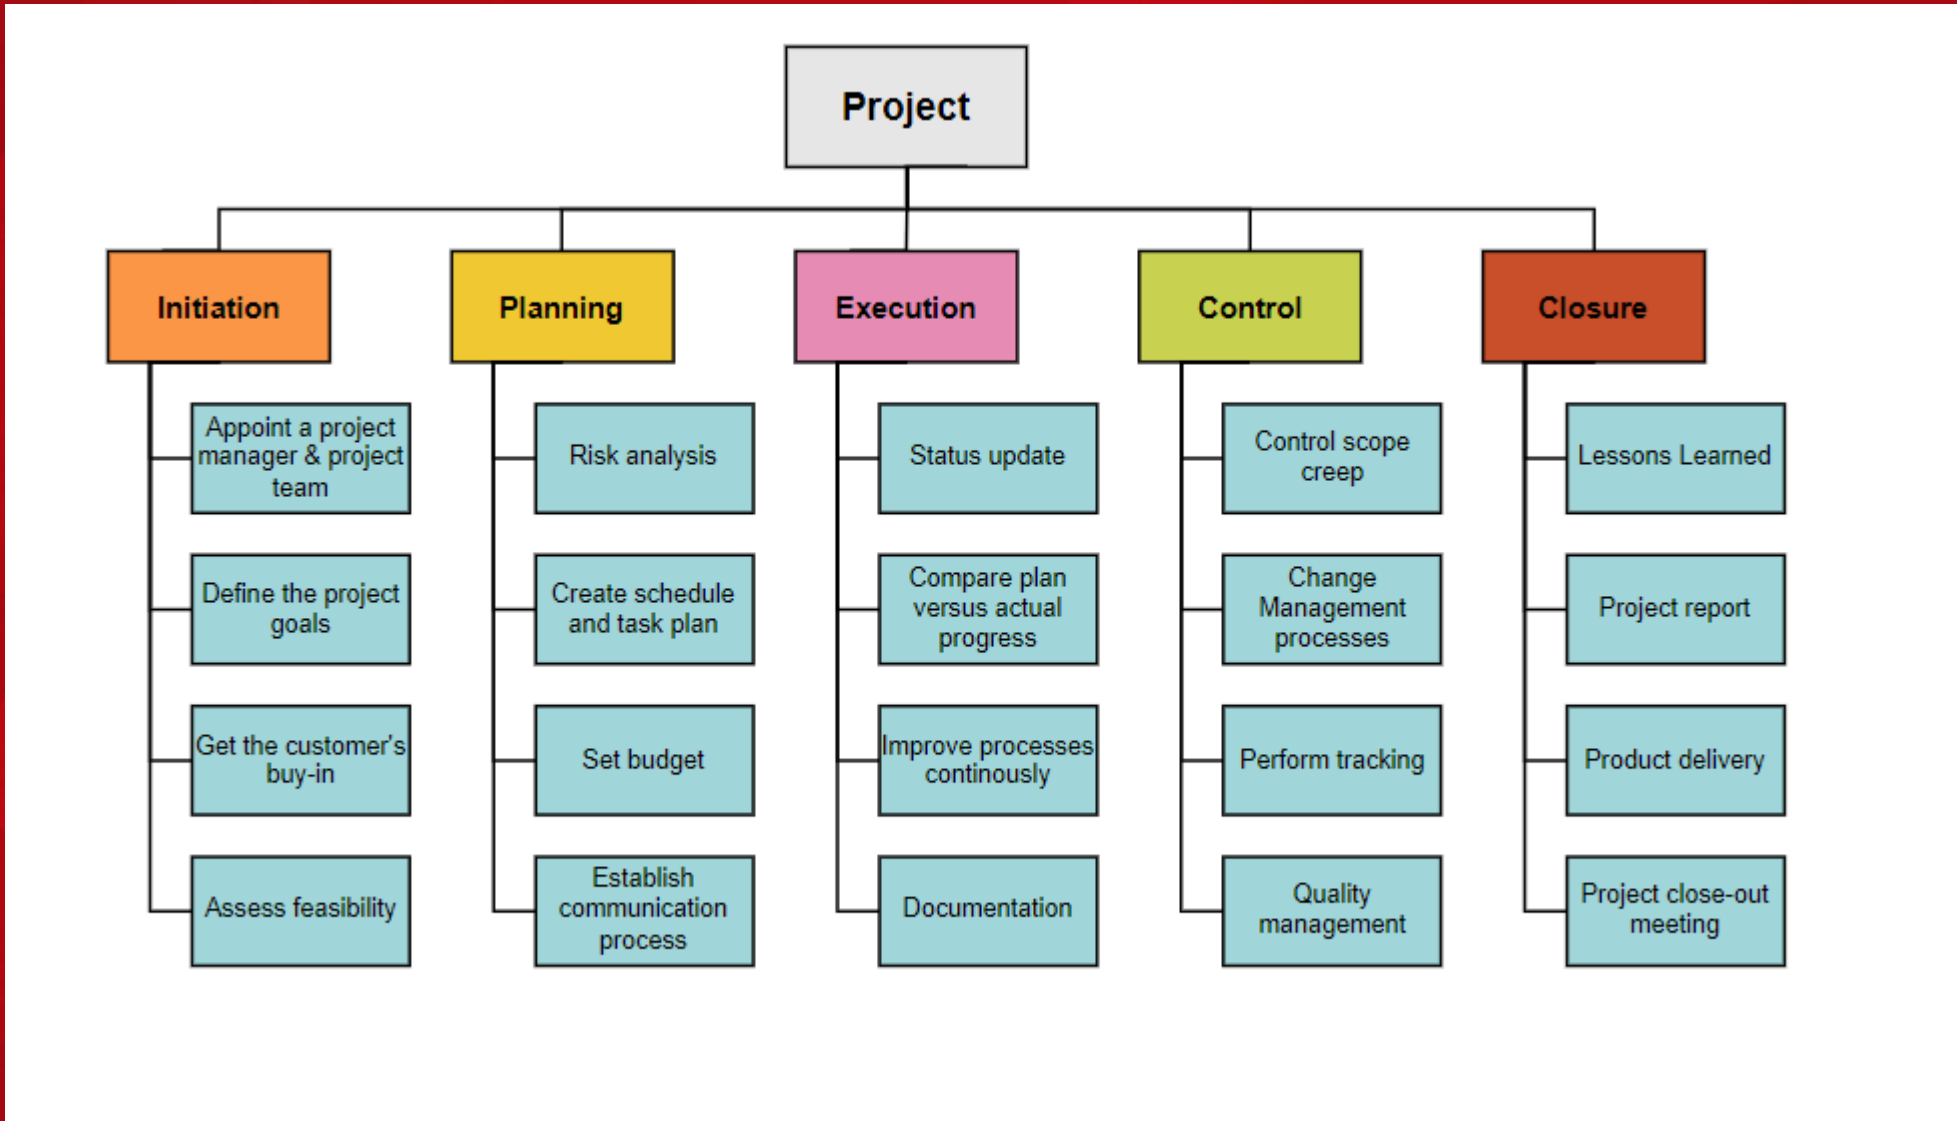 Project
Initiation
Planning
Execution
Control
Closure
Appoint a project
manager & project
team
Risk analysis
Status update
Control scope
creep
Lessons Learned
Define the project
goals
Create schedule
and task plan
Compare plan
versus actual
progress
Change
Management
processes
Project report
Get the customer's
buy-in
Set budget
Improve processes
continously
Perform tracking
Product delivery
Assess feasibility
Establish
communication
process
Documentation
Quality
management
Project close-out
meeting